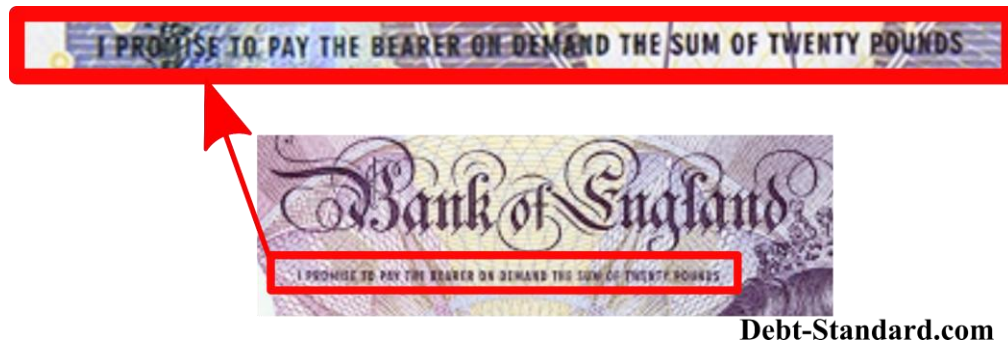 I PROMISE TO PAY THE BEARER ON DEMAND THE SUM OF TWENTY POUNDS
Bank of England
I PROMISE TO PAY THE BEARER ON DEMAND THE SUM OF TWENTY POUNDS
Debt-Standard.com